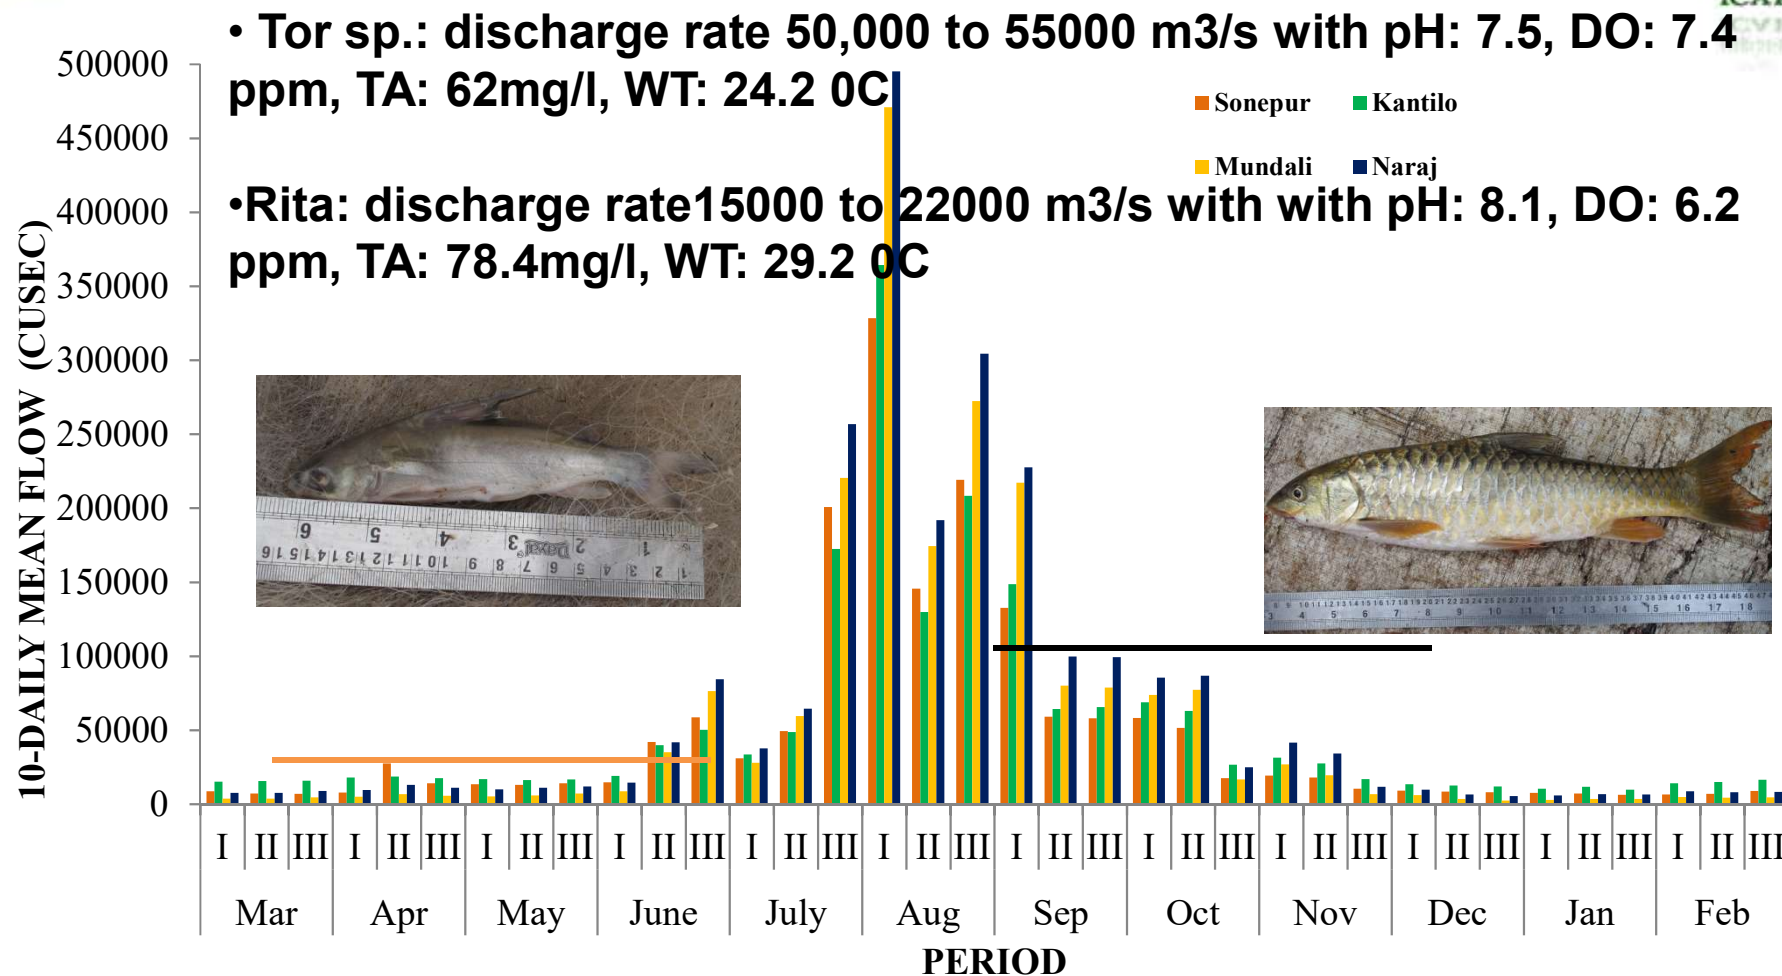 • Tor sp.: discharge rate 50,000 to 55000 m3/s with pH: 7.5, DO: 7.4
ppm, TA: 62mg/l, WT: 24.2 0C
Sonepur Kantilo
Mundali Naraj
•Rita: discharge rate15000 to 22000 m3/s with with pH: 8.1, DO: 6.2
ppm, TA: 78.4mg/l, WT: 29.2 0C
10-DAILY MEAN FLOW (CUSEC)
500000
450000
400000
350000
300000
250000
200000
150000
100000
50000
0
I II III I II III I II III I II III I II III I II III I II III I II III I II III I II III I II III I II III
Mar Apr May June July Aug Sep Oct Nov Dec Jan Feb
PERIOD